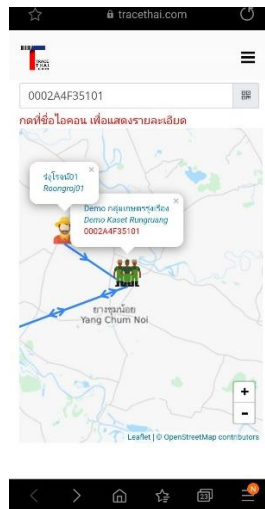 tracethai.com
TRACE
THAI
0002A4F35101
กดที่ชื่อไอคอน เพื่อแสดงรายละเอียด
รุ่งโรจน์01
Roongroj01
Demo กลุ่มเกษตรรุ่งเรือง
Demo Kaset Rungruang
0002A4F35101
ยางชุมน้อย
Yang Chum Noi
+
-
Leaflet | © OpenStreetMap contributors
23